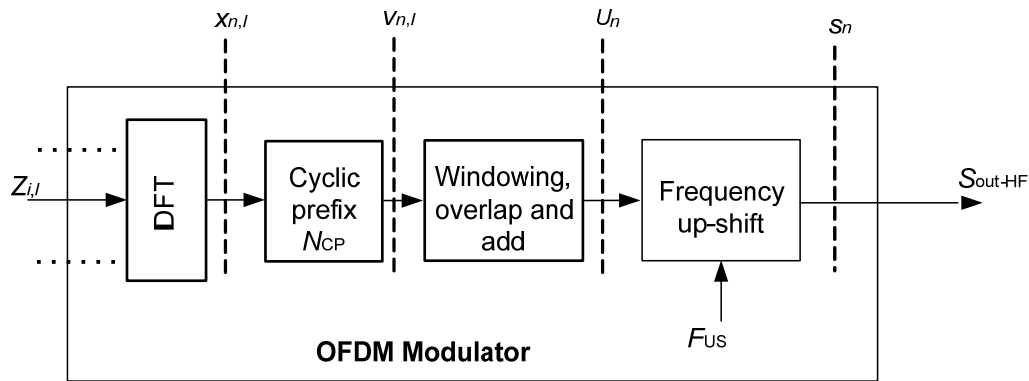 xn,l
vn,l
Un
sn
Zi,l
DFT
Cyclic
prefix
NCP
Windowing,
overlap and
add
Frequency
up-shift
Sout-HF
FUS
OFDM Modulator